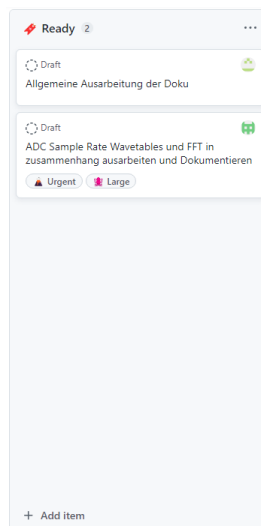 Ready 2
Draft
Allgemeine Ausarbeitung der Doku
Draft
ADC Sample Rate Wavetables und FFT in
zusammenhang ausarbeiten und Dokumentieren
Urgent Large
Add item